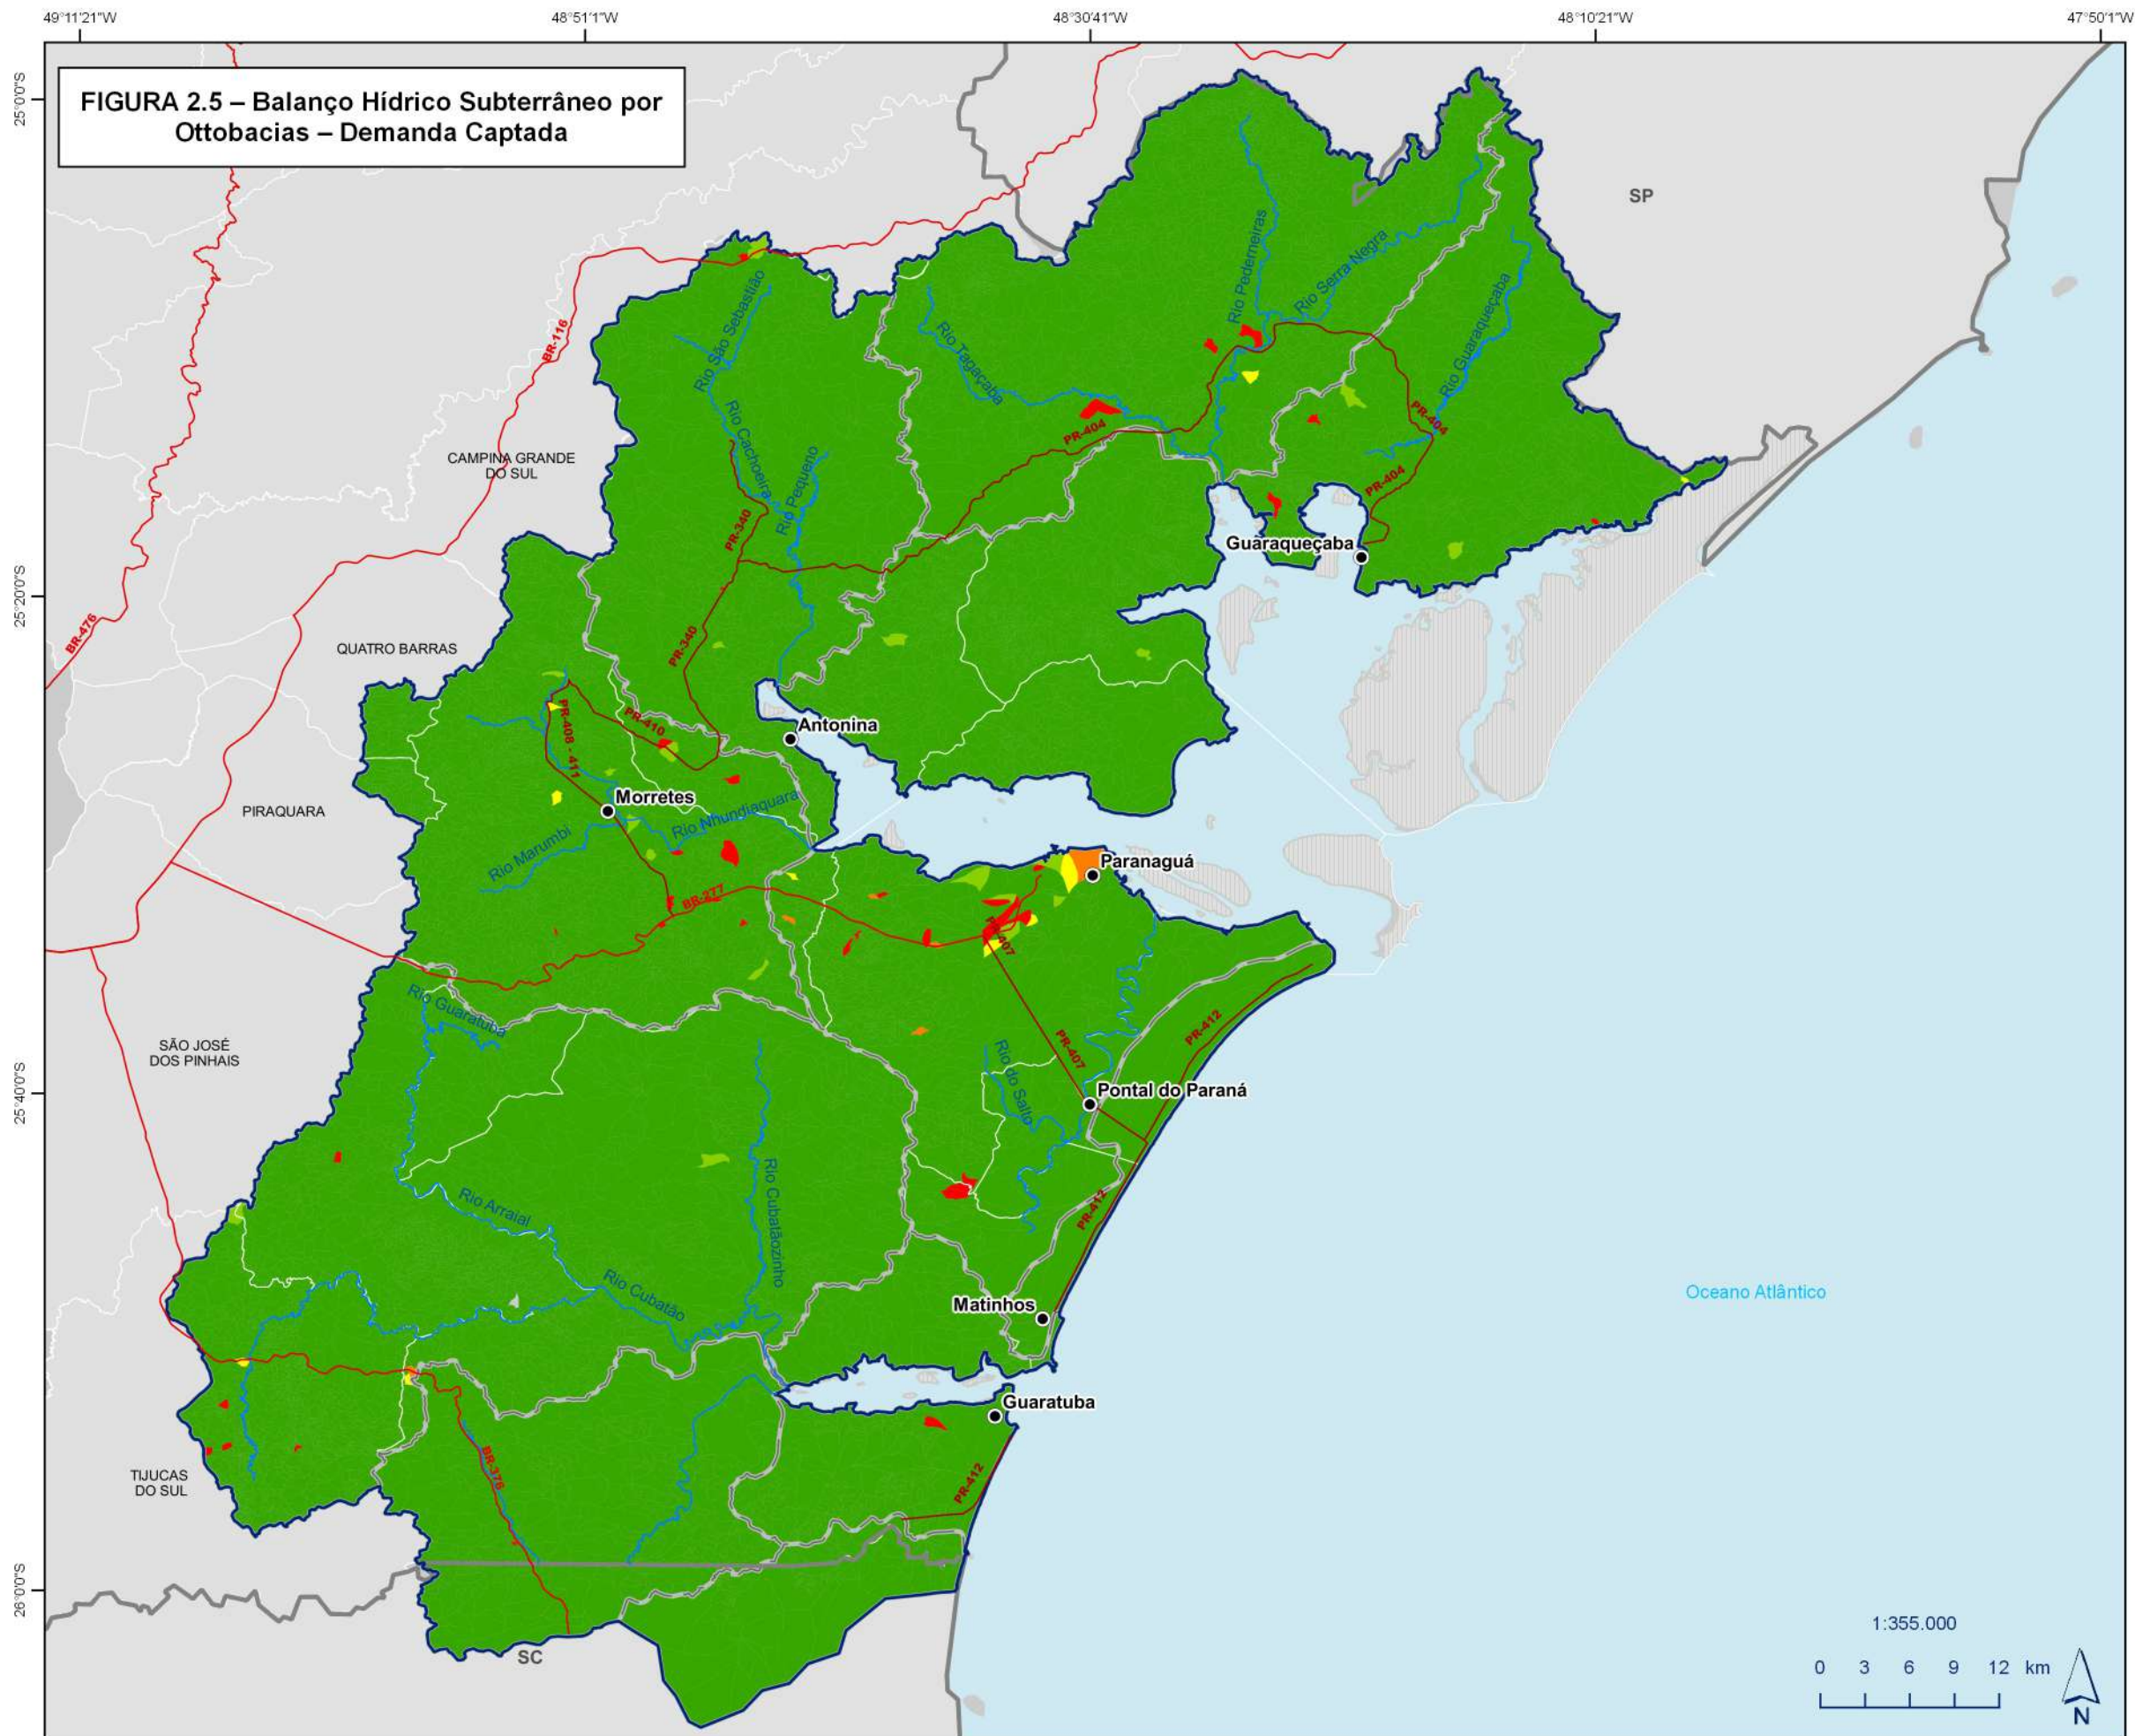 49°11'21"W
48°51'1"W
48°30'41"W
48°10'21"W
47°50'1"W
25°0'0"S
25°20'0"S
25°40'0"S
26°0'0"S
FIGURA 2.5 – Balanço Hídrico Subterrâneo por
Ottobacias – Demanda Captada
SP
BR-116
BR-476
CAMPINA GRANDE
DO SUL
QUATRO BARRAS
PIRAQUARA
SÃO JOSÉ
DOS PINHAIS
TIJUCAS
DO SUL
Rio São Sebastião
Rio Cachoeira
Rio Pequeno
Rio Tagaçaba
Rio Pederneiras
Rio Serra Negra
Rio Guaraqueçaba
PR-404
PR-404
PR-404
PR-340
PR-340
Guaraqueçaba
PR-408 - 411
PR-410
Antonina
Morretes
Rio Nhundiaquara
Rio Marumbi
BR-277
Paranaguá
PR-407
PR-407
PR-412
Rio Guaratuba
Rio do Salto
Pontal do Paraná
Rio Arraial
Rio Cubatãozinho
Rio Cubatão
PR-412
Matinhos
Guaratuba
PR-412
BR-376
SC
Oceano Atlântico
1:355.000
0 3 6 9 12 km
N